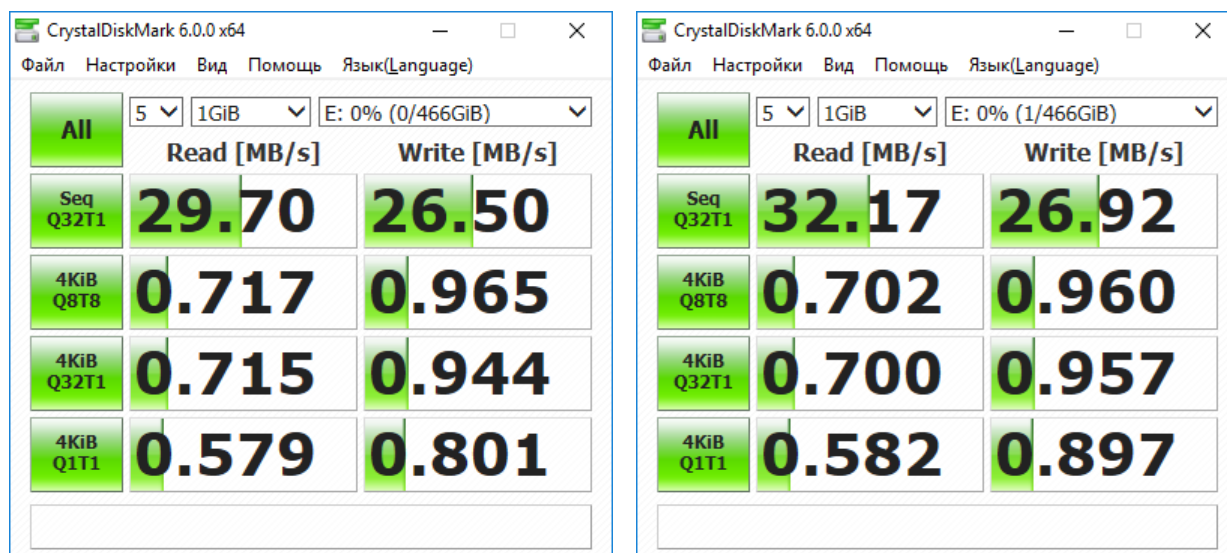 CrystalDiskMark 6.0.0 x64
Файл Настройки Вид Помощь Язык(Language)
All 5 1GiB E: 0% (0/466GiB)
Read [MB/s] Write [MB/s]
Seq Q32T1 29.70 26.50
4KiB Q8T8 0.717 0.965
4KiB Q32T1 0.715 0.944
4KiB Q1T1 0.579 0.801
CrystalDiskMark 6.0.0 x64
Файл Настройки Вид Помощь Язык(Language)
All 5 1GiB E: 0% (1/466GiB)
Read [MB/s] Write [MB/s]
Seq Q32T1 32.17 26.92
4KiB Q8T8 0.702 0.960
4KiB Q32T1 0.700 0.957
4KiB Q1T1 0.582 0.897